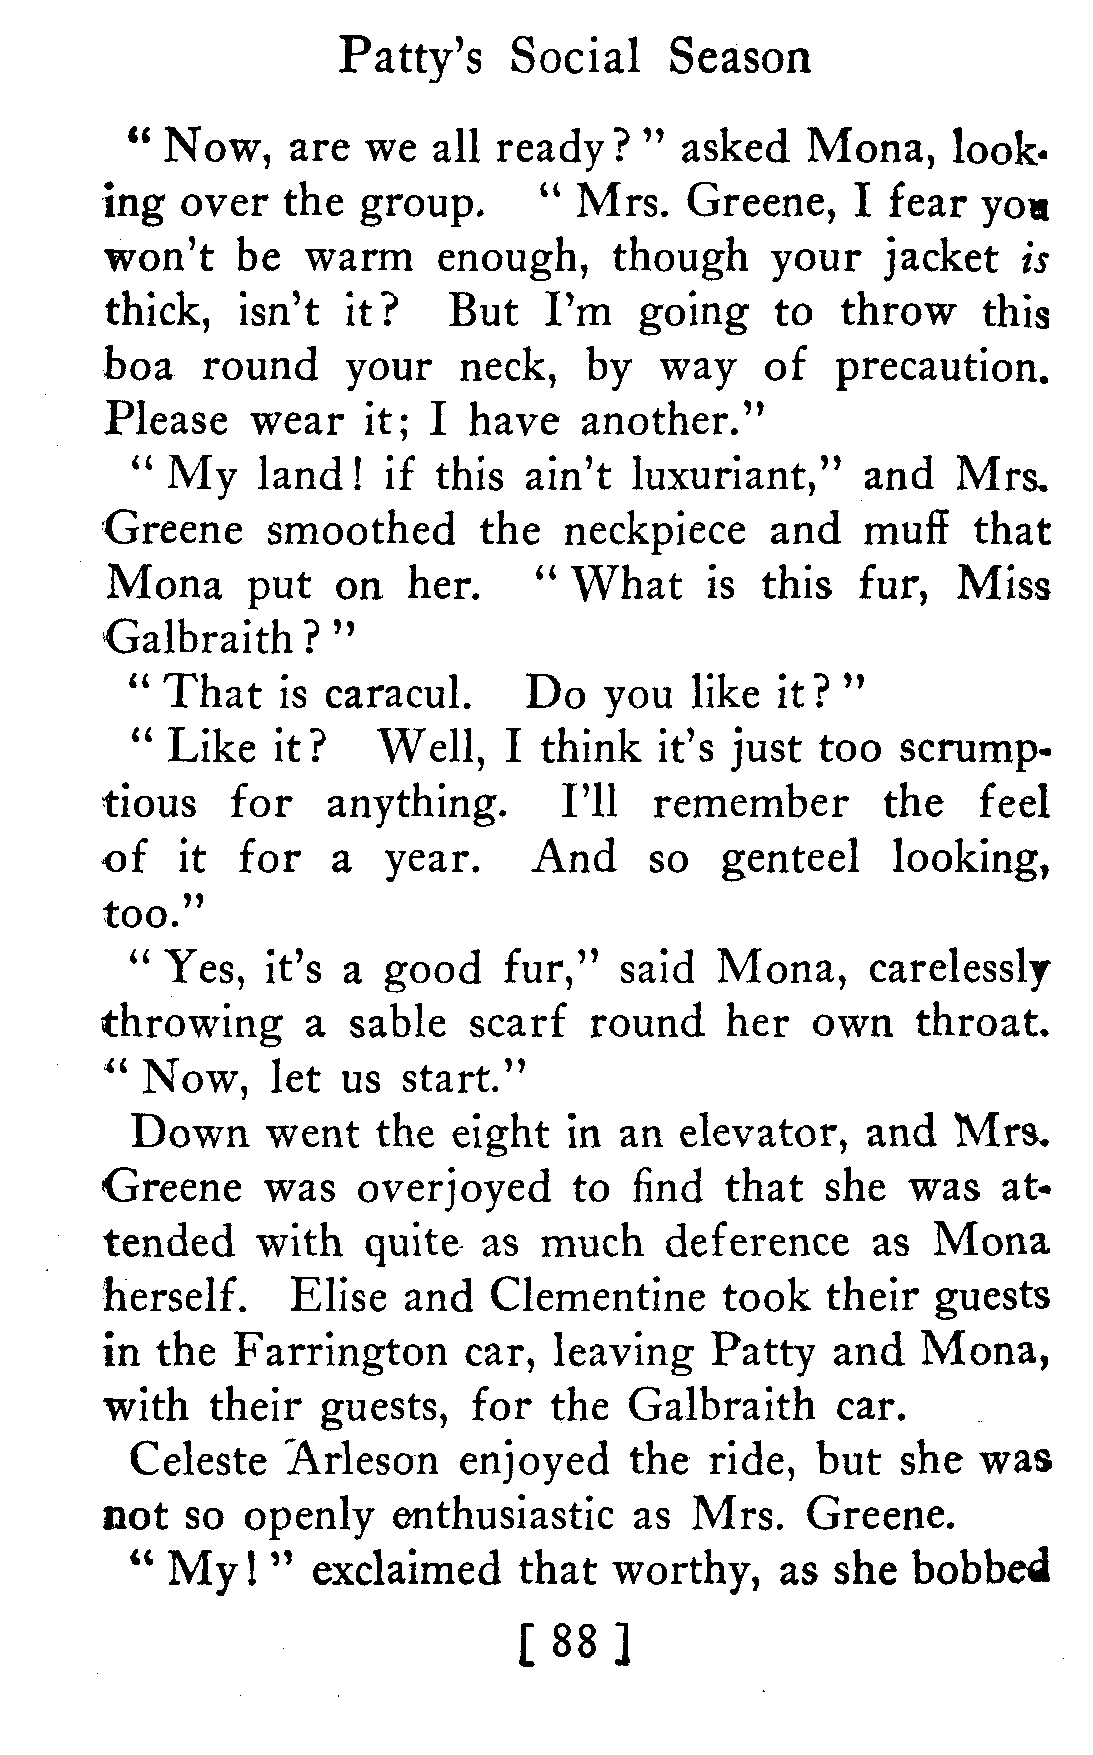 Patty's Social Season
" Now, are we all ready? " asked Mona, look-
ing over the group. " Mrs. Greene, I fear you
won't be warm enough, though your jacket is
thick, isn't it? But I'm going to throw this
boa round your neck, by way of precaution.
Please wear it; I have another."
" My land! if this ain't luxuriant," and Mrs.
Greene smoothed the neckpiece and muff that
Mona put on her. " What is this fur, Miss
Galbraith? "
" That is caracul. Do you like it? "
" Like it? Well, I think it's just too scrump-
tious for anything. I'll remember the feel
of it for a year. And so genteel looking,
too."
" Yes, it's a good fur," said Mona, carelessly
throwing a sable scarf round her own throat.
" Now, let us start."
Down went the eight in an elevator, and Mrs.
Greene was overjoyed to find that she was at-
tended with quite as much deference as Mona
herself. Elise and Clementine took their guests
in the Farrington car, leaving Patty and Mona,
with their guests, for the Galbraith car.
Celeste Arleson enjoyed the ride, but she was
not so openly enthusiastic as Mrs. Greene.
" My! " exclaimed that worthy, as she bobbed
[ 88 ]